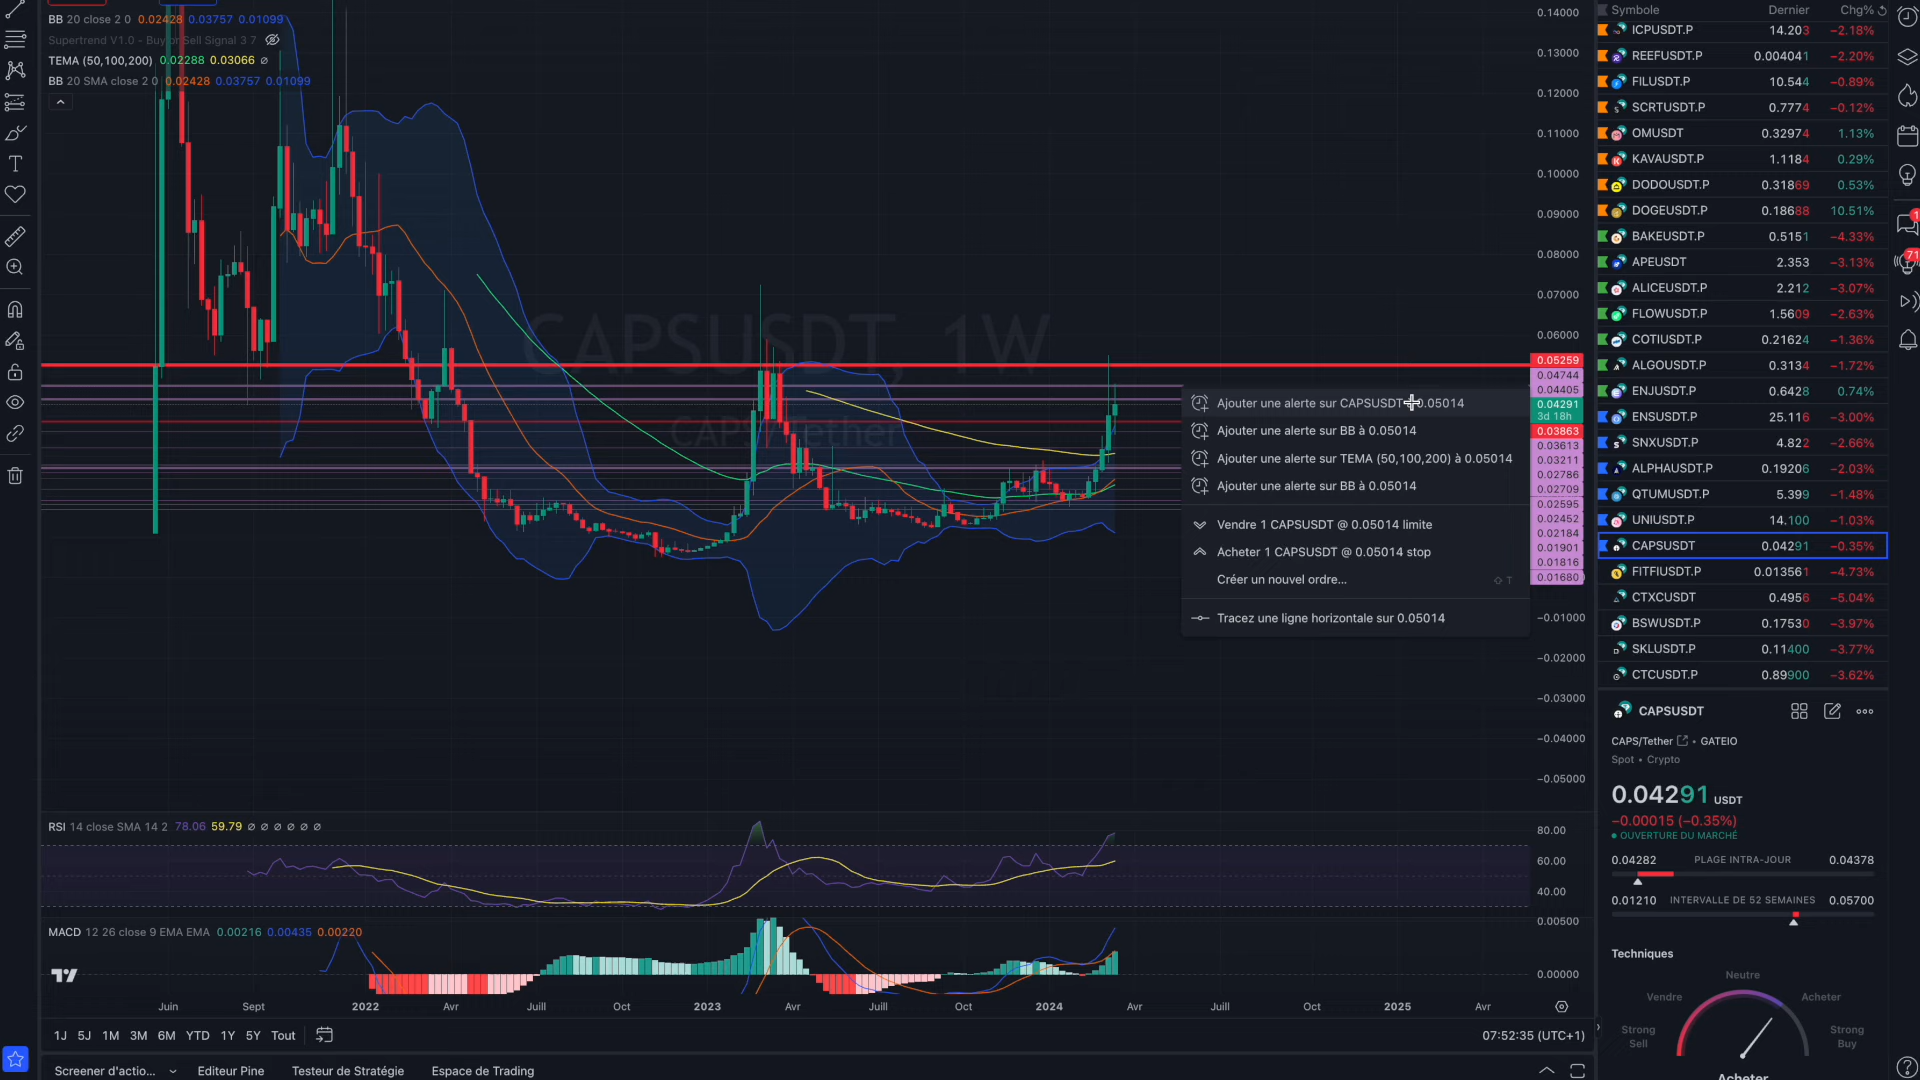 BB 20 close 2 0 0.02428 0.03757 0.01099
Supertrend V1.0 - Buy or Sell Signal 3 7
TEMA (50,100,200) 0.02288 0.03066 ∅
BB 20 SMA close 2 0 0.02428 0.03757 0.01099
CAPSUSDT, 1W
CAPS/Tether
0.14000
0.13000
0.12000
0.11000
0.10000
0.09000
0.08000
0.07000
0.06000
0.05259
0.04744
0.04405
0.04291
3d 18h
0.03863
0.03613
0.03211
0.02786
0.02709
0.02595
0.02452
0.02184
0.01901
0.01816
0.01680
−0.01000
−0.02000
−0.03000
−0.04000
−0.05000
Ajouter une alerte sur CAPSUSDT 0.05014
Ajouter une alerte sur BB à 0.05014
Ajouter une alerte sur TEMA (50,100,200) à 0.05014
Ajouter une alerte sur BB à 0.05014
Vendre 1 CAPSUSDT @ 0.05014 limite
Acheter 1 CAPSUSDT @ 0.05014 stop
Créer un nouvel ordre... ⇧ T
Tracez une ligne horizontale sur 0.05014
RSI 14 close SMA 14 2 78.06 59.79 ∅ ∅ ∅ ∅ ∅ ∅
80.00
60.00
40.00
MACD 12 26 close 9 EMA EMA 0.00216 0.00435 0.00220
0.00500
0.00000
Juin Sept 2022 Avr Juill Oct 2023 Avr Juill Oct 2024 Avr Juill Oct 2025 Avr
1J 5J 1M 3M 6M YTD 1Y 5Y Tout
07:52:35 (UTC+1)
Screener d'actio... Editeur Pine Testeur de Stratégie Espace de Trading
Symbole Dernier Chg%
ICPUSDT.P 14.203 −2.18%
REEFUSDT.P 0.004041 −2.20%
FILUSDT.P 10.544 −0.89%
SCRTUSDT.P 0.7774 −0.12%
OMUSDT 0.32974 1.13%
KAVAUSDT.P 1.1184 0.29%
DODOUSDT.P 0.31869 0.53%
DOGEUSDT.P 0.18688 10.51%
BAKEUSDT.P 0.5151 −4.33%
APEUSDT 2.353 −3.13%
ALICEUSDT.P 2.212 −3.07%
FLOWUSDT.P 1.5609 −2.63%
COTIUSDT.P 0.21624 −1.36%
ALGOUSDT.P 0.3134 −1.72%
ENJUSDT.P 0.6428 0.74%
ENSUSDT.P 25.116 −3.00%
SNXUSDT.P 4.822 −2.66%
ALPHAUSDT.P 0.19206 −2.03%
QTUMUSDT.P 5.399 −1.48%
UNIUSDT.P 14.100 −1.03%
CAPSUSDT 0.04291 −0.35%
FITFIUSDT.P 0.013561 −4.73%
CTXCUSDT 0.4956 −5.04%
BSWUSDT.P 0.17530 −3.97%
SKLUSDT.P 0.11400 −3.77%
CTCUSDT.P 0.89900 −3.62%
CAPSUSDT
CAPS/Tether • GATEIO
Spot • Crypto
0.04291 USDT
−0.00015 (−0.35%)
OUVERTURE DU MARCHÉ
0.04282 PLAGE INTRA-JOUR 0.04378
0.01210 INTERVALLE DE 52 SEMAINES 0.05700
Techniques
Neutre
Vendre Acheter
Strong Sell
Strong Buy
Acheter
1
71